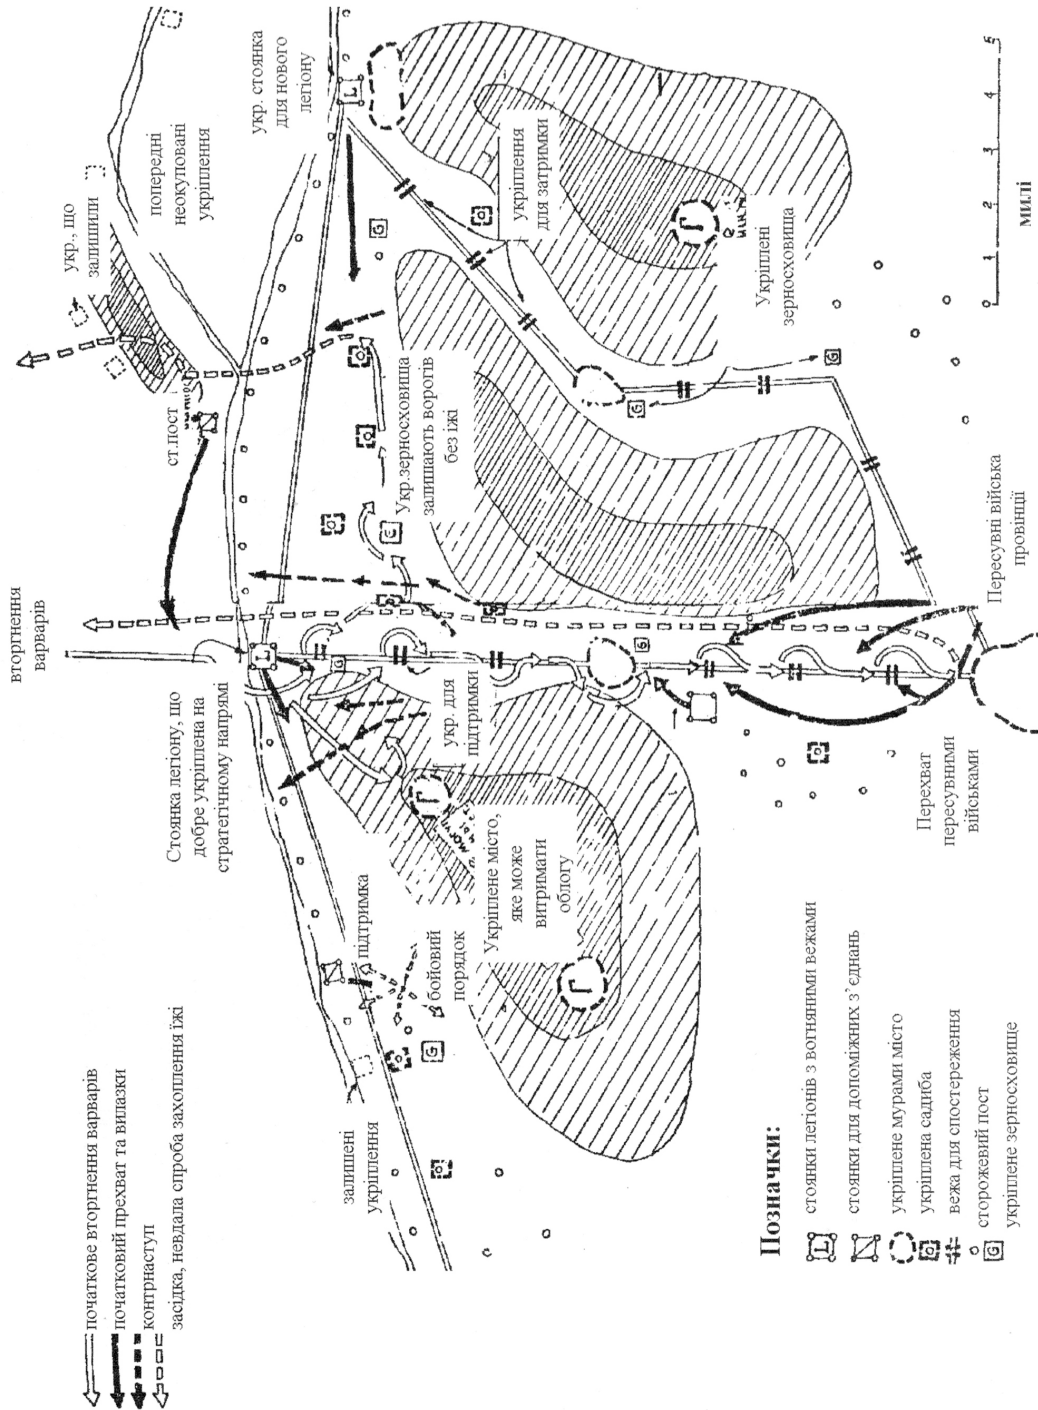 початкове вторгнення варварів
початковий прехват та вилазки
контрнаступ
засідка, невдала спроба захоплення їжі
вторгнення
варварів
Стоянка легіону, що
добре укріплена на
стратегічному напрямі
ст.пост
укр., що
залишили
попередні
неокуповані
укріплення
укр. стоянка
для нового
легіону
L
L
залишені
укріплення
підтримка
бойовий
порядок
укр. для
підтримки
Укр.зерносховища
залишають ворогів
без їжі
укріплення
для затримки
Укріплене місто,
яке може
витримати
облогу
Укріплені
зерносховища
G
G
G
G
G
G
G
Перехват
пересувними
військами
Пересувні війська
провінції
Позначки:
L стоянки легіонів з вогняними вежами
стоянки для допоміжних з`єднань
укріплене мурами місто
укріплена садиба
вежа для спостереження
сторожевий пост
G укріплене зерносховище
0 1 2 3 4 5
милі